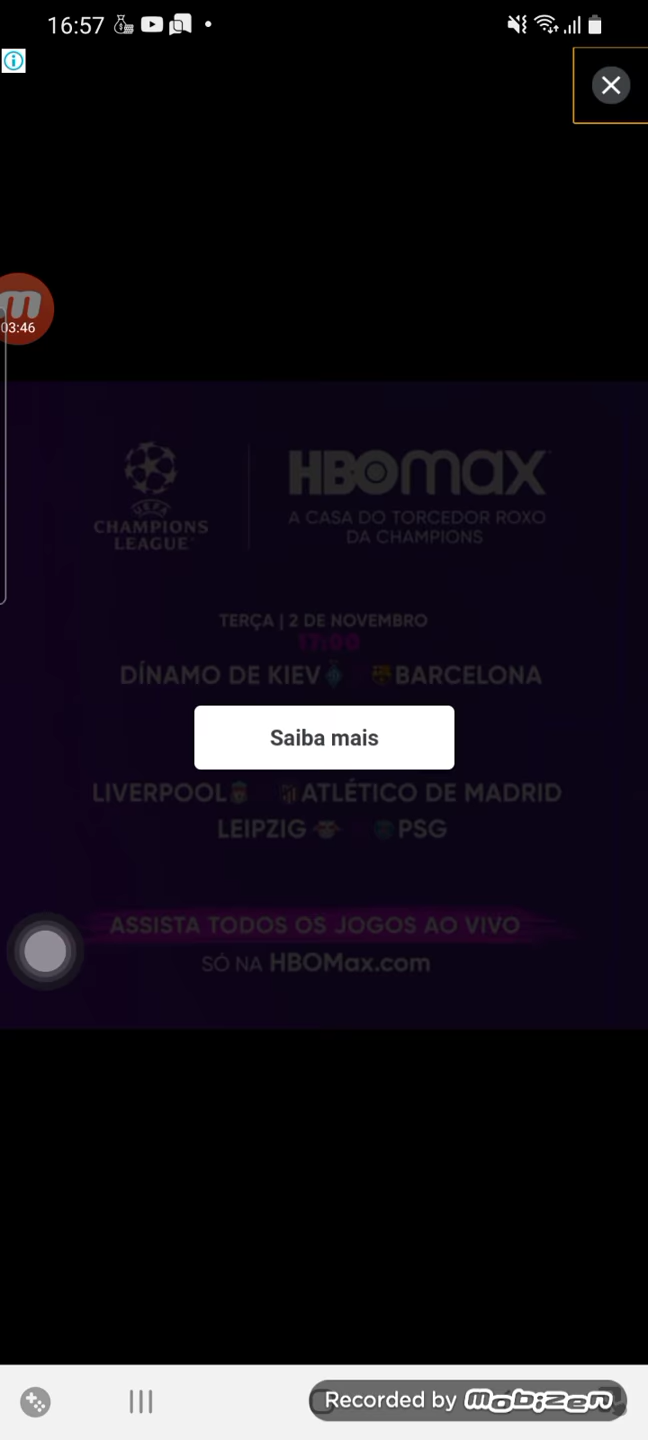 16:57
03:46
UEFA
CHAMPIONS
LEAGUE
HBOMAX
A CASA DO TORCEDOR ROXO
DA CHAMPIONS
TERÇA | 2 DE NOVEMBRO
17:00
DÍNAMO DE KIEV BARCELONA
Saiba mais
LIVERPOOL ATLÉTICO DE MADRID
LEIPZIG PSG
ASSISTA TODOS OS JOGOS AO VIVO
SÓ NA HBOMax.com
Recorded by mobizen